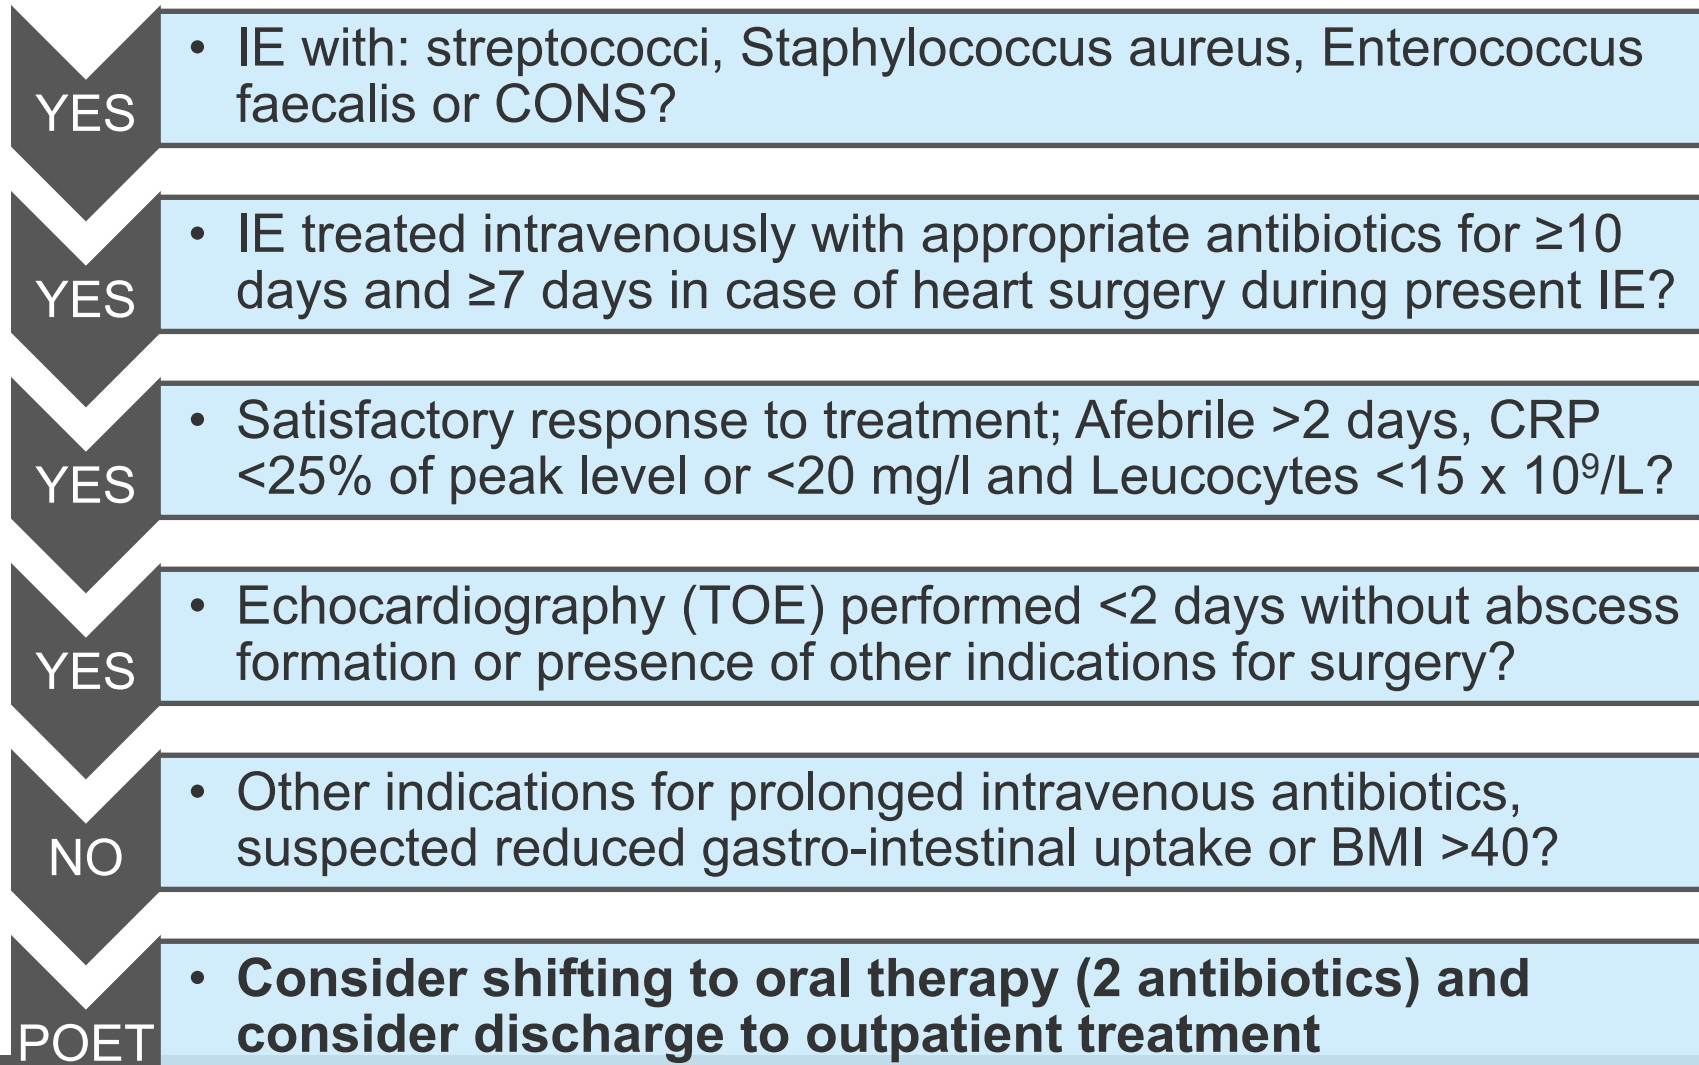 • IE with: streptococci, Staphylococcus aureus, Enterococcus
faecalis or CONS?
YES
• IE treated intravenously with appropriate antibiotics for ≥10
days and ≥7 days in case of heart surgery during present IE?
YES
• Satisfactory response to treatment; Afebrile >2 days, CRP
<25% of peak level or <20 mg/l and Leucocytes <15 x 10⁹/L?
YES
• Echocardiography (TOE) performed <2 days without abscess
formation or presence of other indications for surgery?
YES
• Other indications for prolonged intravenous antibiotics,
suspected reduced gastro-intestinal uptake or BMI >40?
NO
• Consider shifting to oral therapy (2 antibiotics) and
consider discharge to outpatient treatment
POET